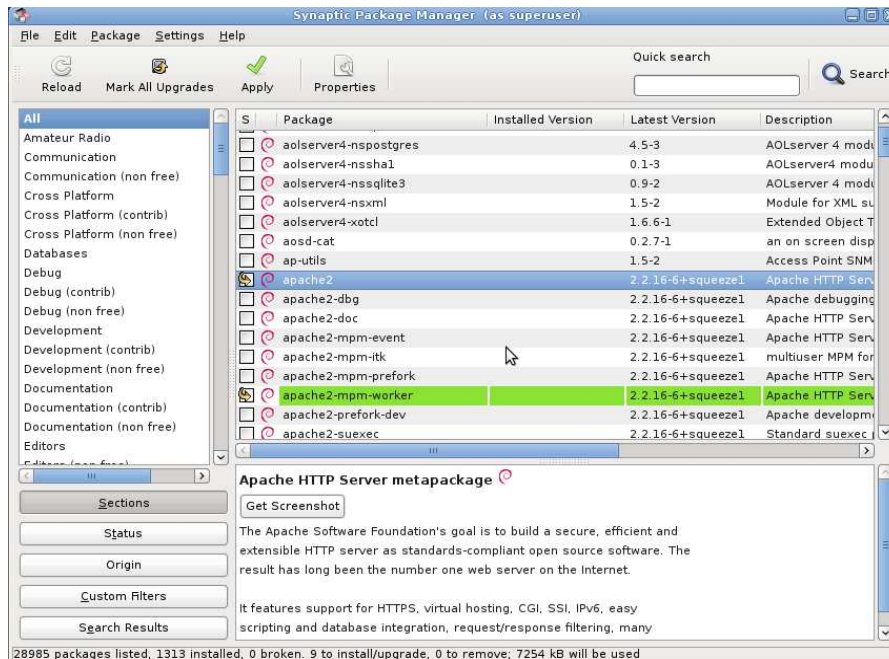 Synaptic Package Manager (as superuser)
File Edit Package Settings Help
Reload Mark All Upgrades Apply Properties
Quick search
Search
All
Amateur Radio
Communication
Communication (non free)
Cross Platform
Cross Platform (contrib)
Cross Platform (non free)
Databases
Debug
Debug (contrib)
Debug (non free)
Development
Development (contrib)
Development (non free)
Documentation
Documentation (contrib)
Documentation (non free)
Editors
Editors (non free)
Sections
Status
Origin
Custom Filters
Search Results
S Package Installed Version Latest Version Description
aolserver4-nspostgres 4.5-3 AOLserver 4 modu
aolserver4-nssha1 0.1-3 AOLserver4 modu
aolserver4-nssqlite3 0.9-2 AOLserver 4 modu
aolserver4-nsxml 1.5-2 Module for XML su
aolserver4-xotcl 1.6.6-1 Extended Object T
aosd-cat 0.2.7-1 an on screen disp
ap-utils 1.5-2 Access Point SNM
apache2 2.2.16-6+squeeze1 Apache HTTP Serv
apache2-dbg 2.2.16-6+squeeze1 Apache debugging
apache2-doc 2.2.16-6+squeeze1 Apache HTTP Serv
apache2-mpm-event 2.2.16-6+squeeze1 Apache HTTP Serv
apache2-mpm-itk 2.2.16-6+squeeze1 multiuser MPM for
apache2-mpm-prefork 2.2.16-6+squeeze1 Apache HTTP Serv
apache2-mpm-worker 2.2.16-6+squeeze1 Apache HTTP Serv
apache2-prefork-dev 2.2.16-6+squeeze1 Apache developme
apache2-suexec 2.2.16-6+squeeze1 Standard suexec
Apache HTTP Server metapackage
Get Screenshot
The Apache Software Foundation's goal is to build a secure, efficient and
extensible HTTP server as standards-compliant open source software. The
result has long been the number one web server on the Internet.
It features support for HTTPS, virtual hosting, CGI, SSI, IPv6, easy
scripting and database integration, request/response filtering, many
28985 packages listed, 1313 installed, 0 broken. 9 to install/upgrade, 0 to remove; 7254 kB will be used